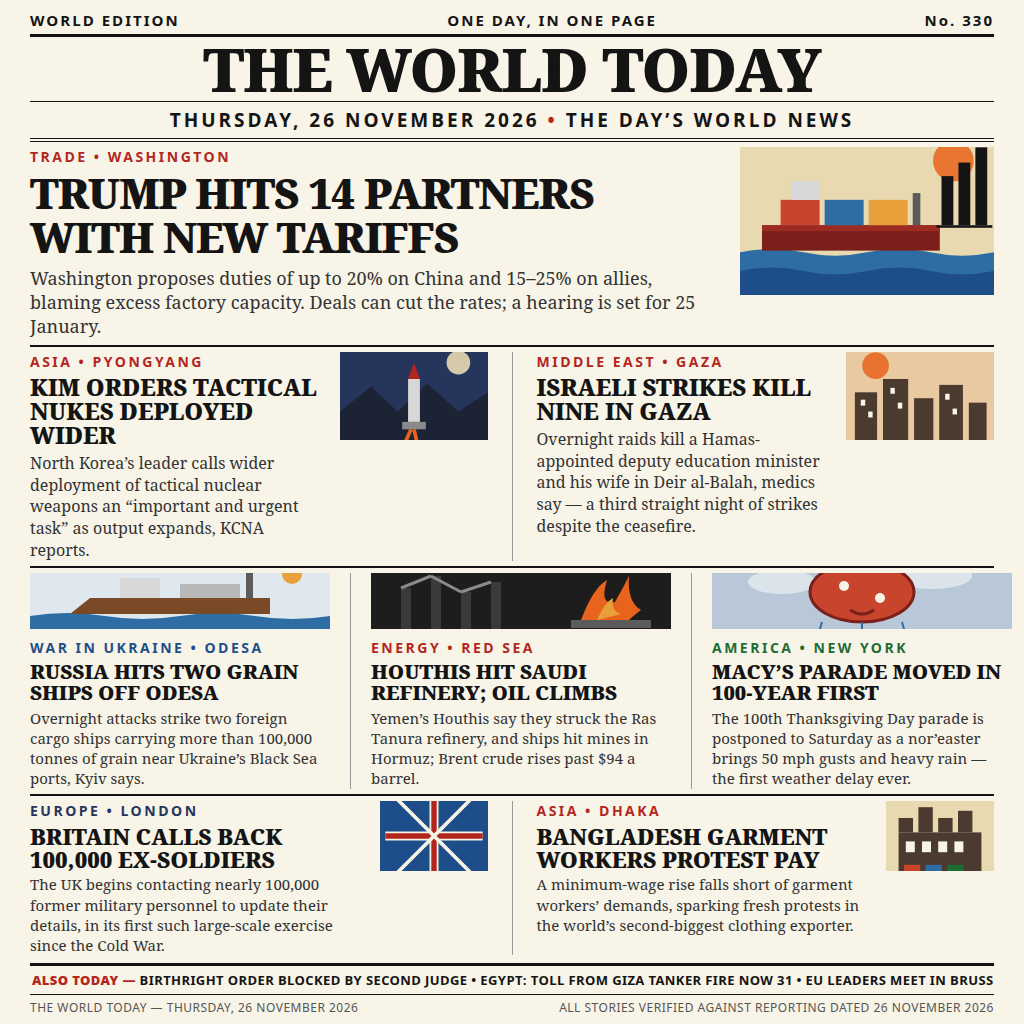 WORLD EDITION
ONE DAY, IN ONE PAGE
No. 330
THE WORLD TODAY
THURSDAY, 26 NOVEMBER 2026 • THE DAY’S WORLD NEWS
TRADE • WASHINGTON
TRUMP HITS 14 PARTNERS
WITH NEW TARIFFS
Washington proposes duties of up to 20% on China and 15–25% on allies,
blaming excess factory capacity. Deals can cut the rates; a hearing is set for 25
January.
ASIA • PYONGYANG
KIM ORDERS TACTICAL
NUKES DEPLOYED
WIDER
North Korea’s leader calls wider
deployment of tactical nuclear
weapons an “important and urgent
task” as output expands, KCNA
reports.
MIDDLE EAST • GAZA
ISRAELI STRIKES KILL
NINE IN GAZA
Overnight raids kill a Hamas-
appointed deputy education minister
and his wife in Deir al-Balah, medics
say — a third straight night of strikes
despite the ceasefire.
WAR IN UKRAINE • ODESA
RUSSIA HITS TWO GRAIN
SHIPS OFF ODESA
Overnight attacks strike two foreign
cargo ships carrying more than 100,000
tonnes of grain near Ukraine’s Black Sea
ports, Kyiv says.
ENERGY • RED SEA
HOUTHIS HIT SAUDI
REFINERY; OIL CLIMBS
Yemen’s Houthis say they struck the Ras
Tanura refinery, and ships hit mines in
Hormuz; Brent crude rises past $94 a
barrel.
AMERICA • NEW YORK
MACY’S PARADE MOVED IN
100-YEAR FIRST
The 100th Thanksgiving Day parade is
postponed to Saturday as a nor’easter
brings 50 mph gusts and heavy rain —
the first weather delay ever.
EUROPE • LONDON
BRITAIN CALLS BACK
100,000 EX-SOLDIERS
The UK begins contacting nearly 100,000
former military personnel to update their
details, in its first such large-scale exercise
since the Cold War.
ASIA • DHAKA
BANGLADESH GARMENT
WORKERS PROTEST PAY
A minimum-wage rise falls short of garment
workers’ demands, sparking fresh protests in
the world’s second-biggest clothing exporter.
ALSO TODAY — BIRTHRIGHT ORDER BLOCKED BY SECOND JUDGE • EGYPT: TOLL FROM GIZA TANKER FIRE NOW 31 • EU LEADERS MEET IN BRUSS
THE WORLD TODAY — THURSDAY, 26 NOVEMBER 2026
ALL STORIES VERIFIED AGAINST REPORTING DATED 26 NOVEMBER 2026